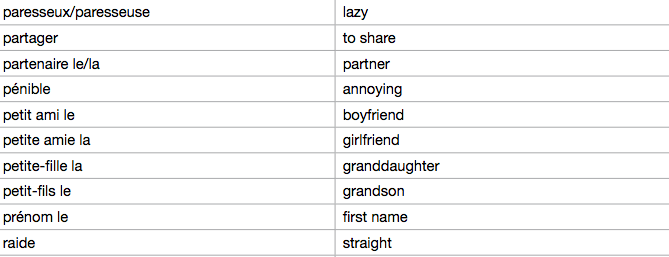 paresseux/paresseuse lazy
partager to share
partenaire le/la partner
pénible annoying
petit ami le boyfriend
petite amie la girlfriend
petite-fille la granddaughter
petit-fils le grandson
prénom le first name
raide straight